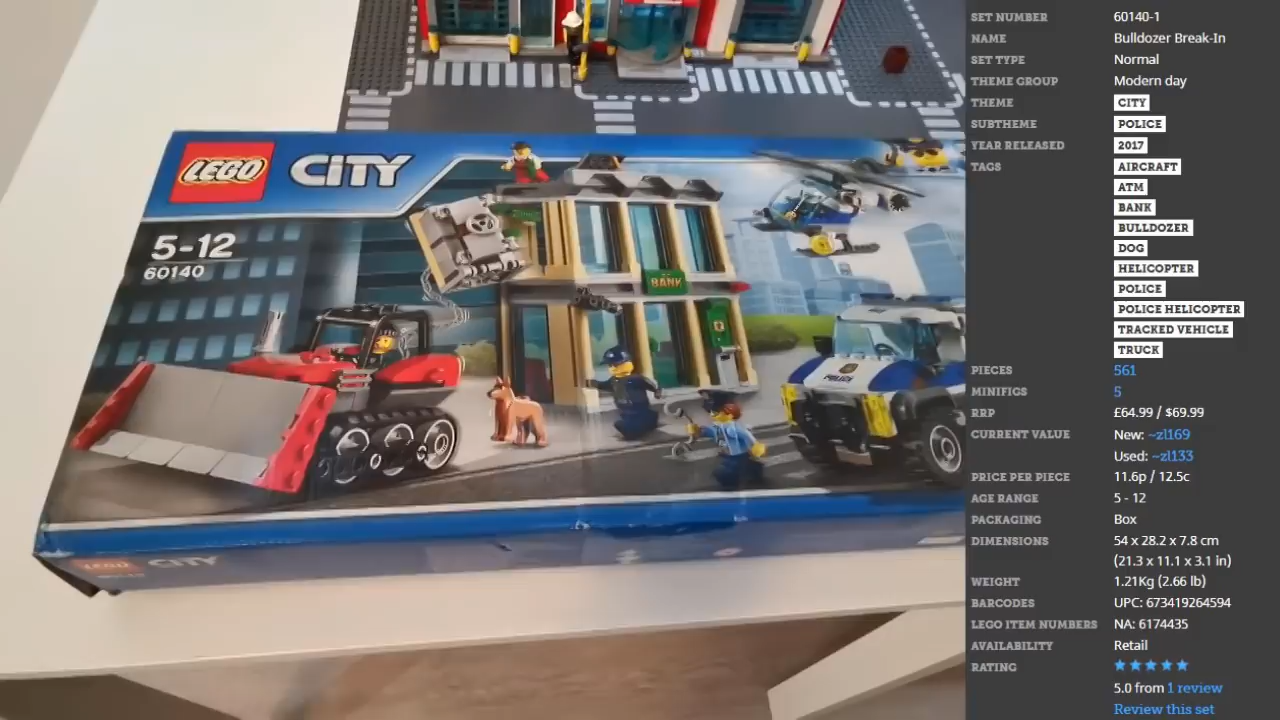 LEGO CITY
5-12
60140
BANK
POLICE
LEGO CITY
SET NUMBER 60140-1
NAME Bulldozer Break-In
SET TYPE Normal
THEME GROUP Modern day
THEME CITY
SUBTHEME POLICE
YEAR RELEASED 2017
TAGS AIRCRAFT
ATM
BANK
BULLDOZER
DOG
HELICOPTER
POLICE
POLICE HELICOPTER
TRACKED VEHICLE
TRUCK
PIECES 561
MINIFIGS 5
RRP £64.99 / $69.99
CURRENT VALUE New: ~zł169
Used: ~zł133
PRICE PER PIECE 11.6p / 12.5c
AGE RANGE 5 - 12
PACKAGING Box
DIMENSIONS 54 x 28.2 x 7.8 cm
(21.3 x 11.1 x 3.1 in)
WEIGHT 1.21Kg (2.66 lb)
BARCODES UPC: 673419264594
LEGO ITEM NUMBERS NA: 6174435
AVAILABILITY Retail
RATING
5.0 from 1 review
Review this set